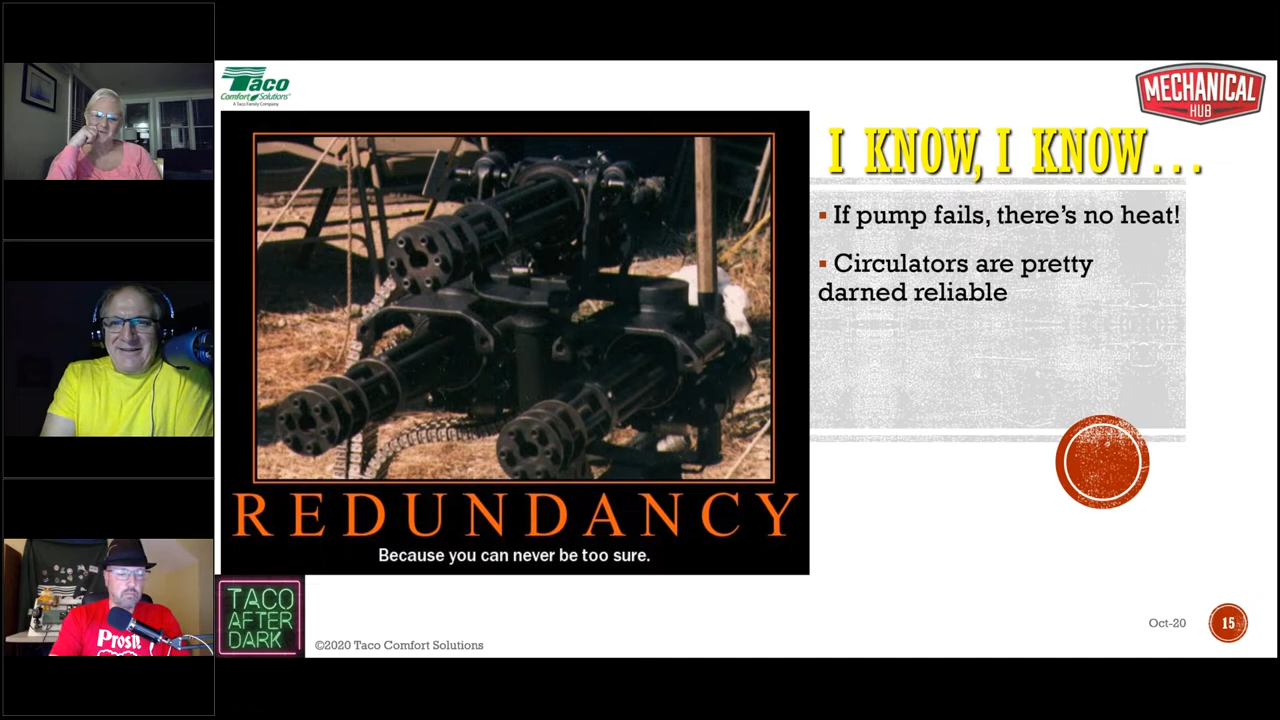 Taco
Comfort Solutions
A Taco Family Company
MECHANICAL
HUB
I KNOW, I KNOW...
▪ If pump fails, there's no heat!
▪ Circulators are pretty
darned reliable
REDUNDANCY
Because you can never be too sure.
TACO
AFTER
DARK
©2020 Taco Comfort Solutions
Oct-20
15
Prosit